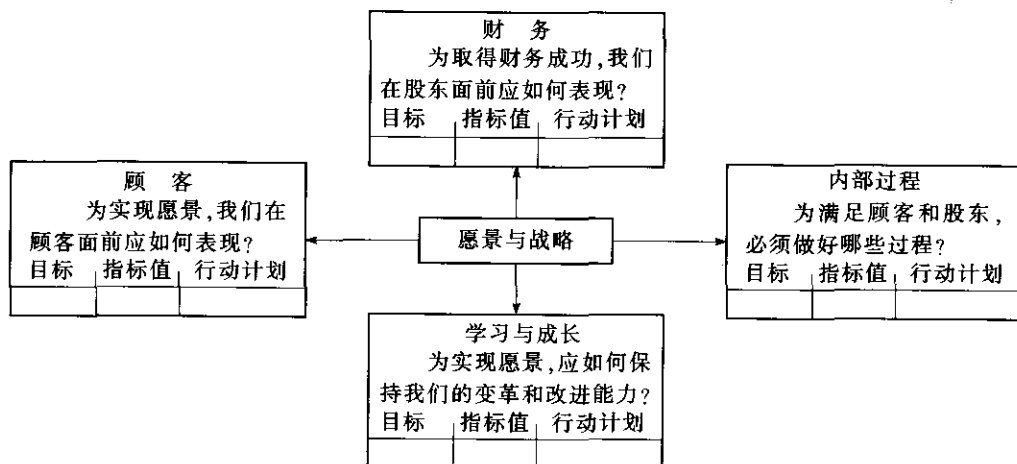 财 务
为取得财务成功,我们
在股东面前应如何表现?
目标 指标值 行动计划
顾 客
为实现愿景,我们在
顾客面前应如何表现?
目标 指标值 行动计划
愿景与战略
内部过程
为满足顾客和股东,
必须做好哪些过程?
目标 指标值 行动计划
学习与成长
为实现愿景,应如何保
持我们的变革和改进能力?
目标 指标值 行动计划